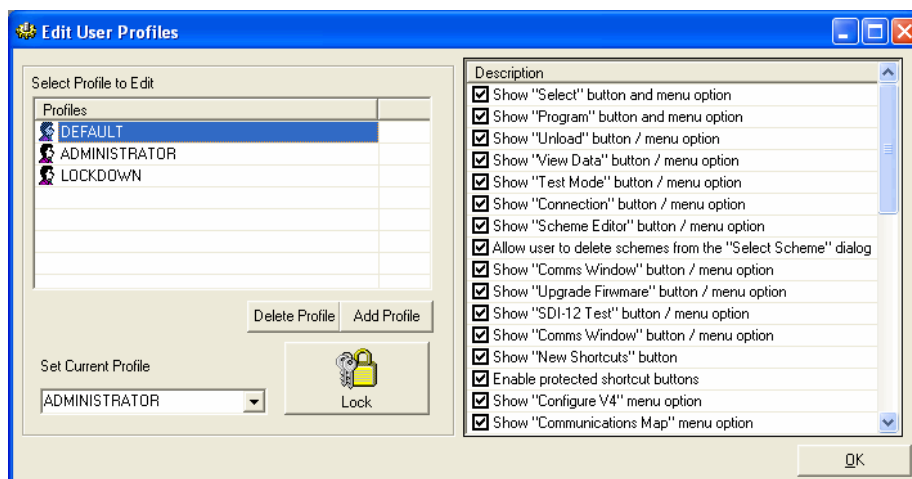 Edit User Profiles
Select Profile to Edit
Profiles
DEFAULT
ADMINISTRATOR
LOCKDOWN
Delete Profile
Add Profile
Set Current Profile
ADMINISTRATOR
Lock
Description
Show "Select" button and menu option
Show "Program" button and menu option
Show "Unload" button / menu option
Show "View Data" button / menu option
Show "Test Mode" button / menu option
Show "Connection" button / menu option
Show "Scheme Editor" button / menu option
Allow user to delete schemes from the "Select Scheme" dialog
Show "Comms Window" button / menu option
Show "Upgrade Firwmare" button / menu option
Show "SDI-12 Test" button / menu option
Show "Comms Window" button / menu option
Show "New Shortcuts" button
Enable protected shortcut buttons
Show "Configure V4" menu option
Show "Communications Map" menu option
OK